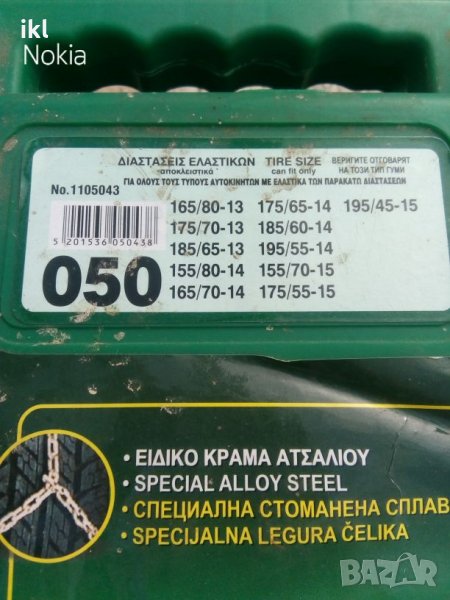 ikl
Nokia
ΔΙΑΣΤΑΣΕΙΣ ΕΛΑΣΤΙΚΩΝ TIRE SIZE ВЕРИГИТЕ ОТГОВАРЯТ
-αποκλειστικά- can fit only НА ТОЗИ ТИП ГУМИ
ΓΙΑ ΟΛΟΥΣ ΤΟΥΣ ΤΥΠΟΥΣ ΑΥΤΟΚΙΝΗΤΩΝ ΜΕ ΕΛΑΣΤΙΚΑ ΤΩΝ ΠΑΡΑΚΑΤΩ ΔΙΑΣΤΑΣΕΩΝ
No.1105043
5 201536 050438
050
165/80-13 175/65-14 195/45-15
175/70-13 185/60-14
185/65-13 195/55-14
155/80-14 155/70-15
165/70-14 175/55-15
• ΕΙΔΙΚΟ ΚΡΑΜΑ ΑΤΣΑΛΙΟΥ
• SPECIAL ALLOY STEEL
• СПЕЦИАЛНА СТОМАНЕНА СПЛАВ
• SPECIJALNA LEGURA ČELIKA
BAZAR